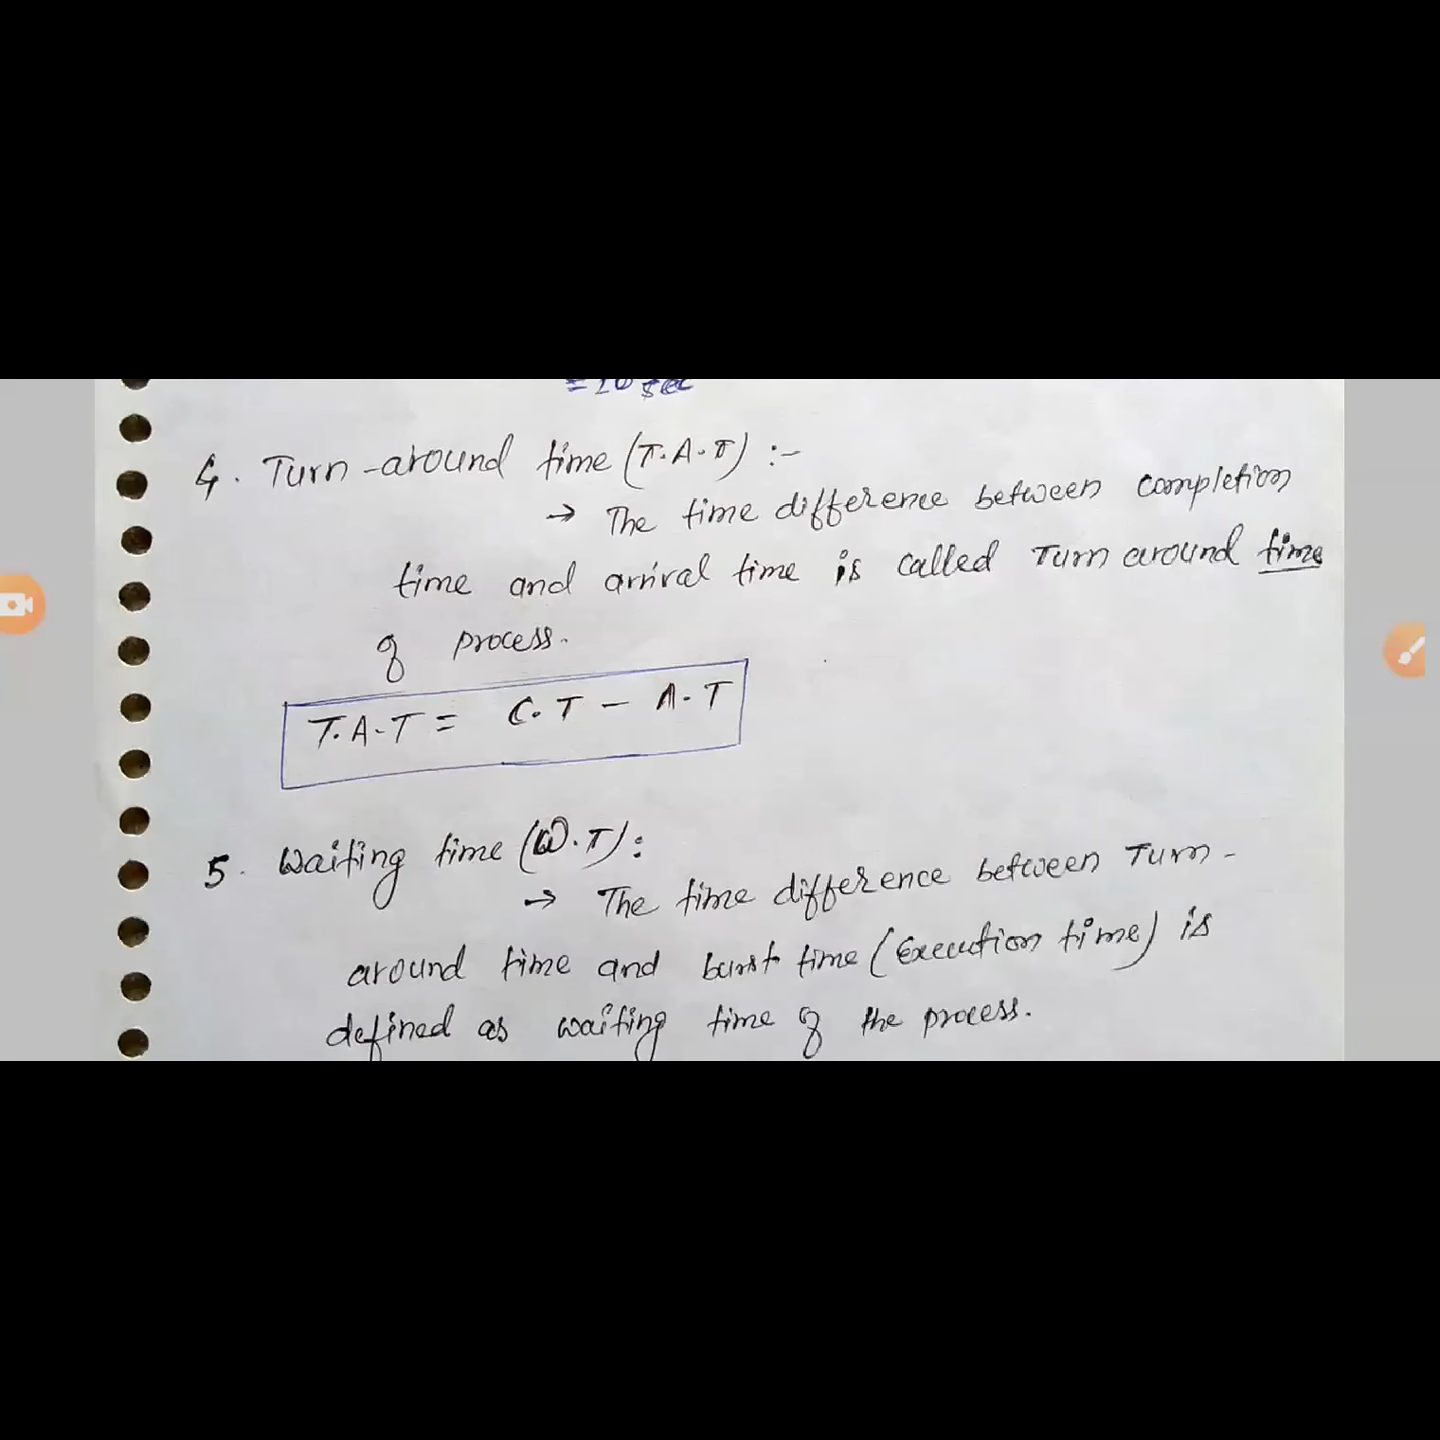 = 10 sec
4. Turn-around time (T.A.T) :-
→ The time difference between completion
time and arrival time is called Turn around time
of process.
T.A.T = C.T - A.T
5. Waiting time (W.T):
→ The time difference between Turn-
around time and burst time (Execution time) is
defined as waiting time of the process.